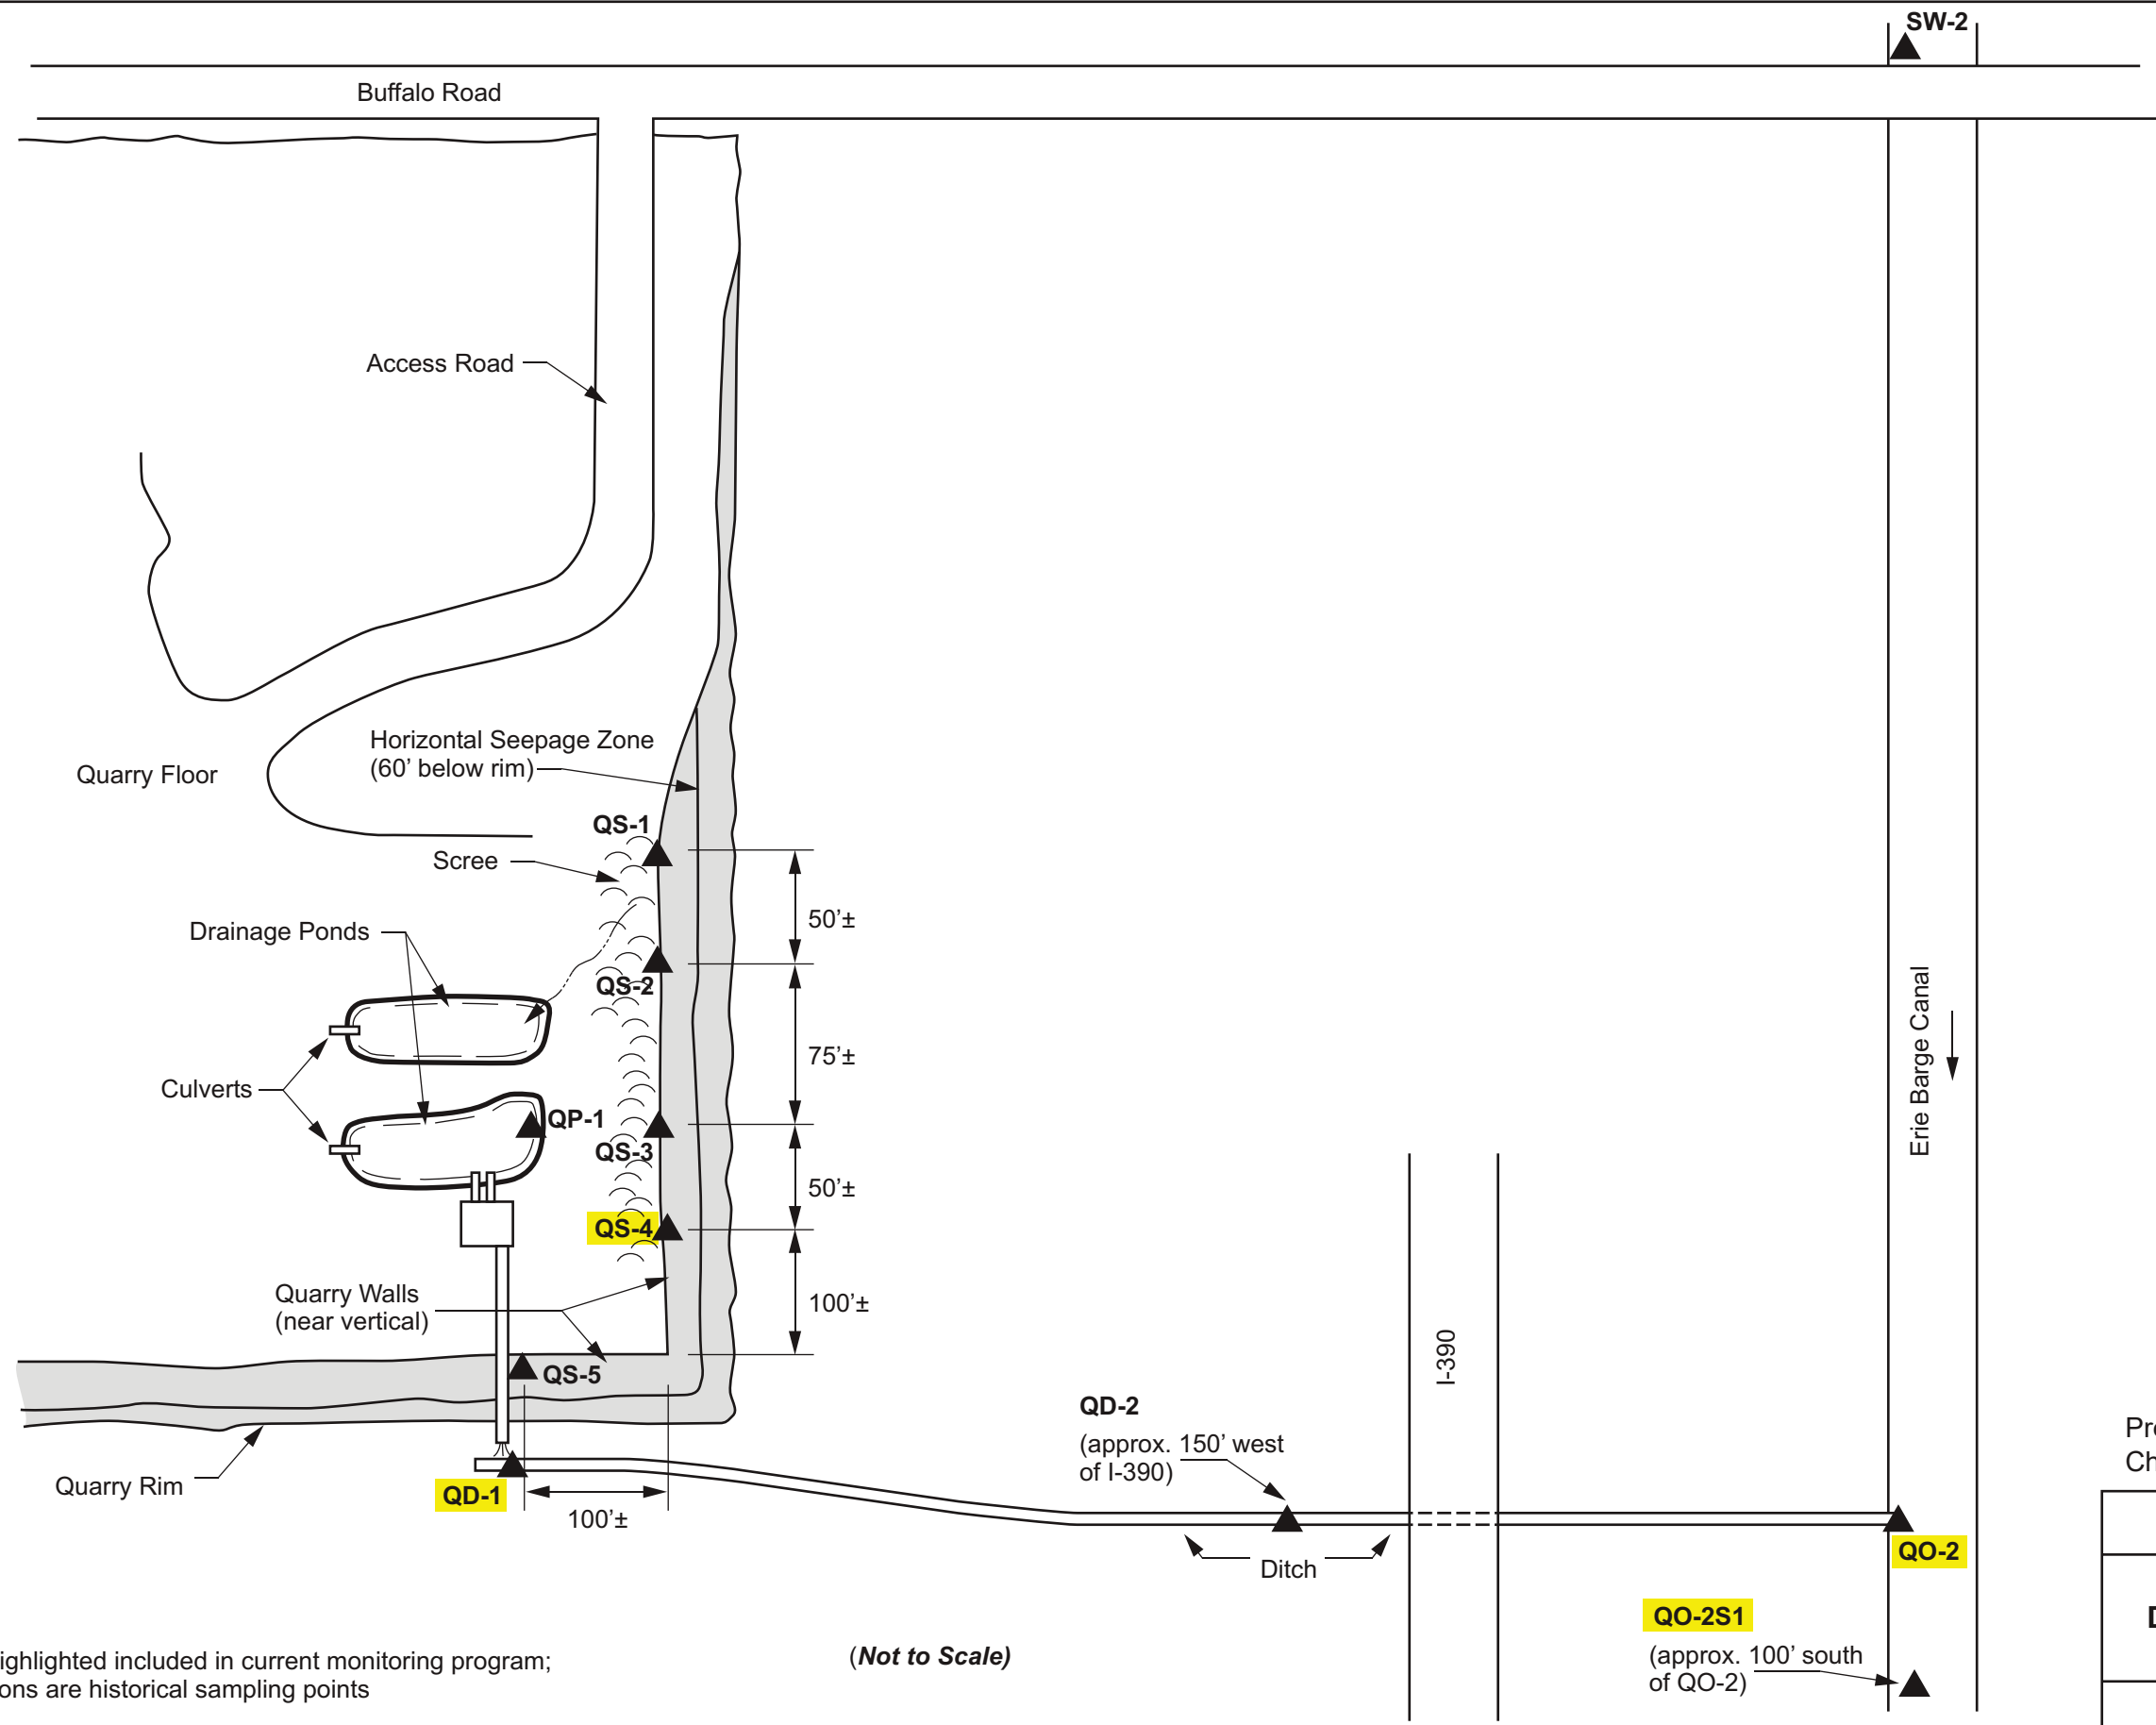 SW-2
Buffalo Road
Access Road
Horizontal Seepage Zone
(60’ below rim)
Quarry Floor
QS-1
Scree
50’±
Drainage Ponds
QS-2
75’±
Erie Barge Canal
Culverts
QP-1
QS-3
50’±
QS-4
Quarry Walls
(near vertical)
100’±
I-390
QS-5
QD-2
(approx. 150’ west
of I-390)
Quarry Rim
QD-1
100’±
Ditch
QO-2
QO-2S1
(approx. 100’ south
of QO-2)
(Not to Scale)
ighlighted included in current monitoring program;
ons are historical sampling points